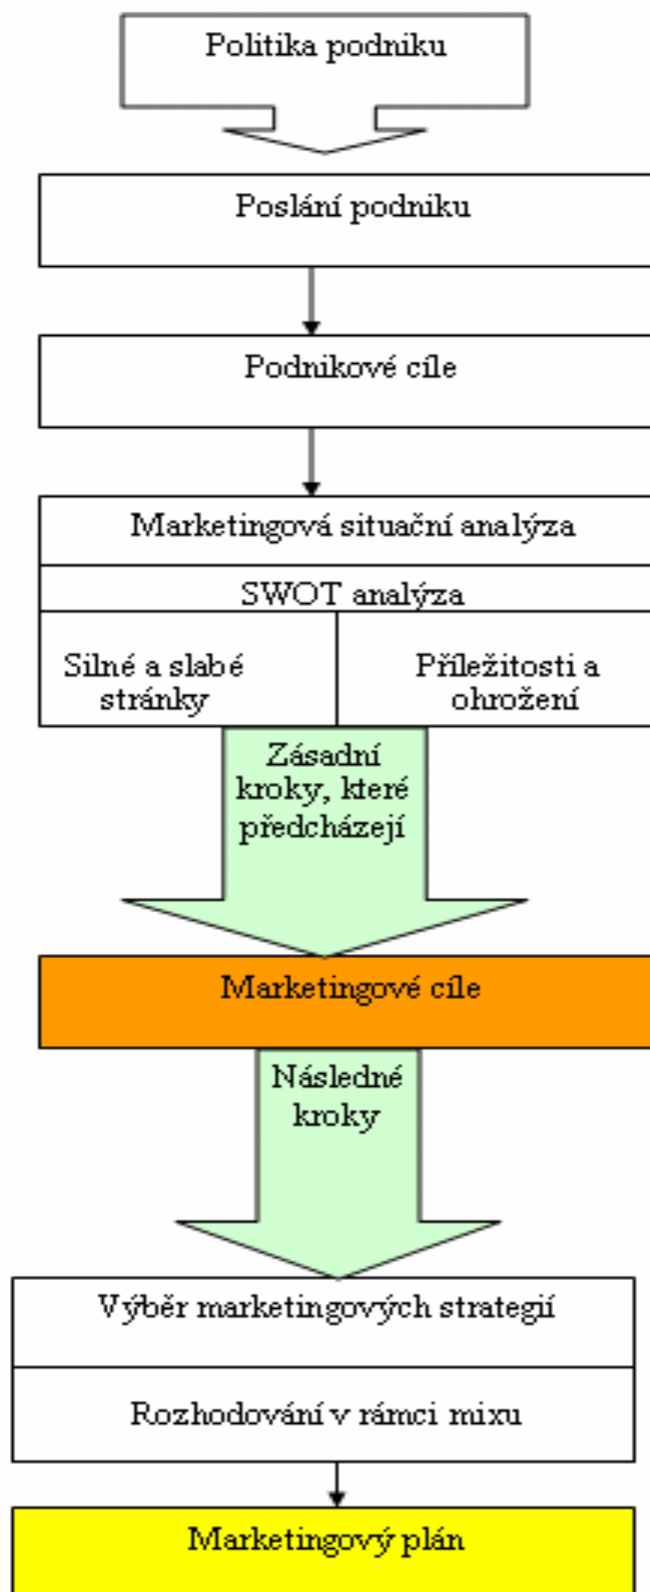 Politika podniku
Poslání podniku
Podnikové cíle
Marketingová situační analýza
SWOT analýza
Silné a slabé
stránky
Příležitosti a
ohrožení
Zásadní
kroky, které
předcházejí
Marketingové cíle
Následné
kroky
Výběr marketingových strategií
Rozhodování v rámci mixu
Marketingový plán